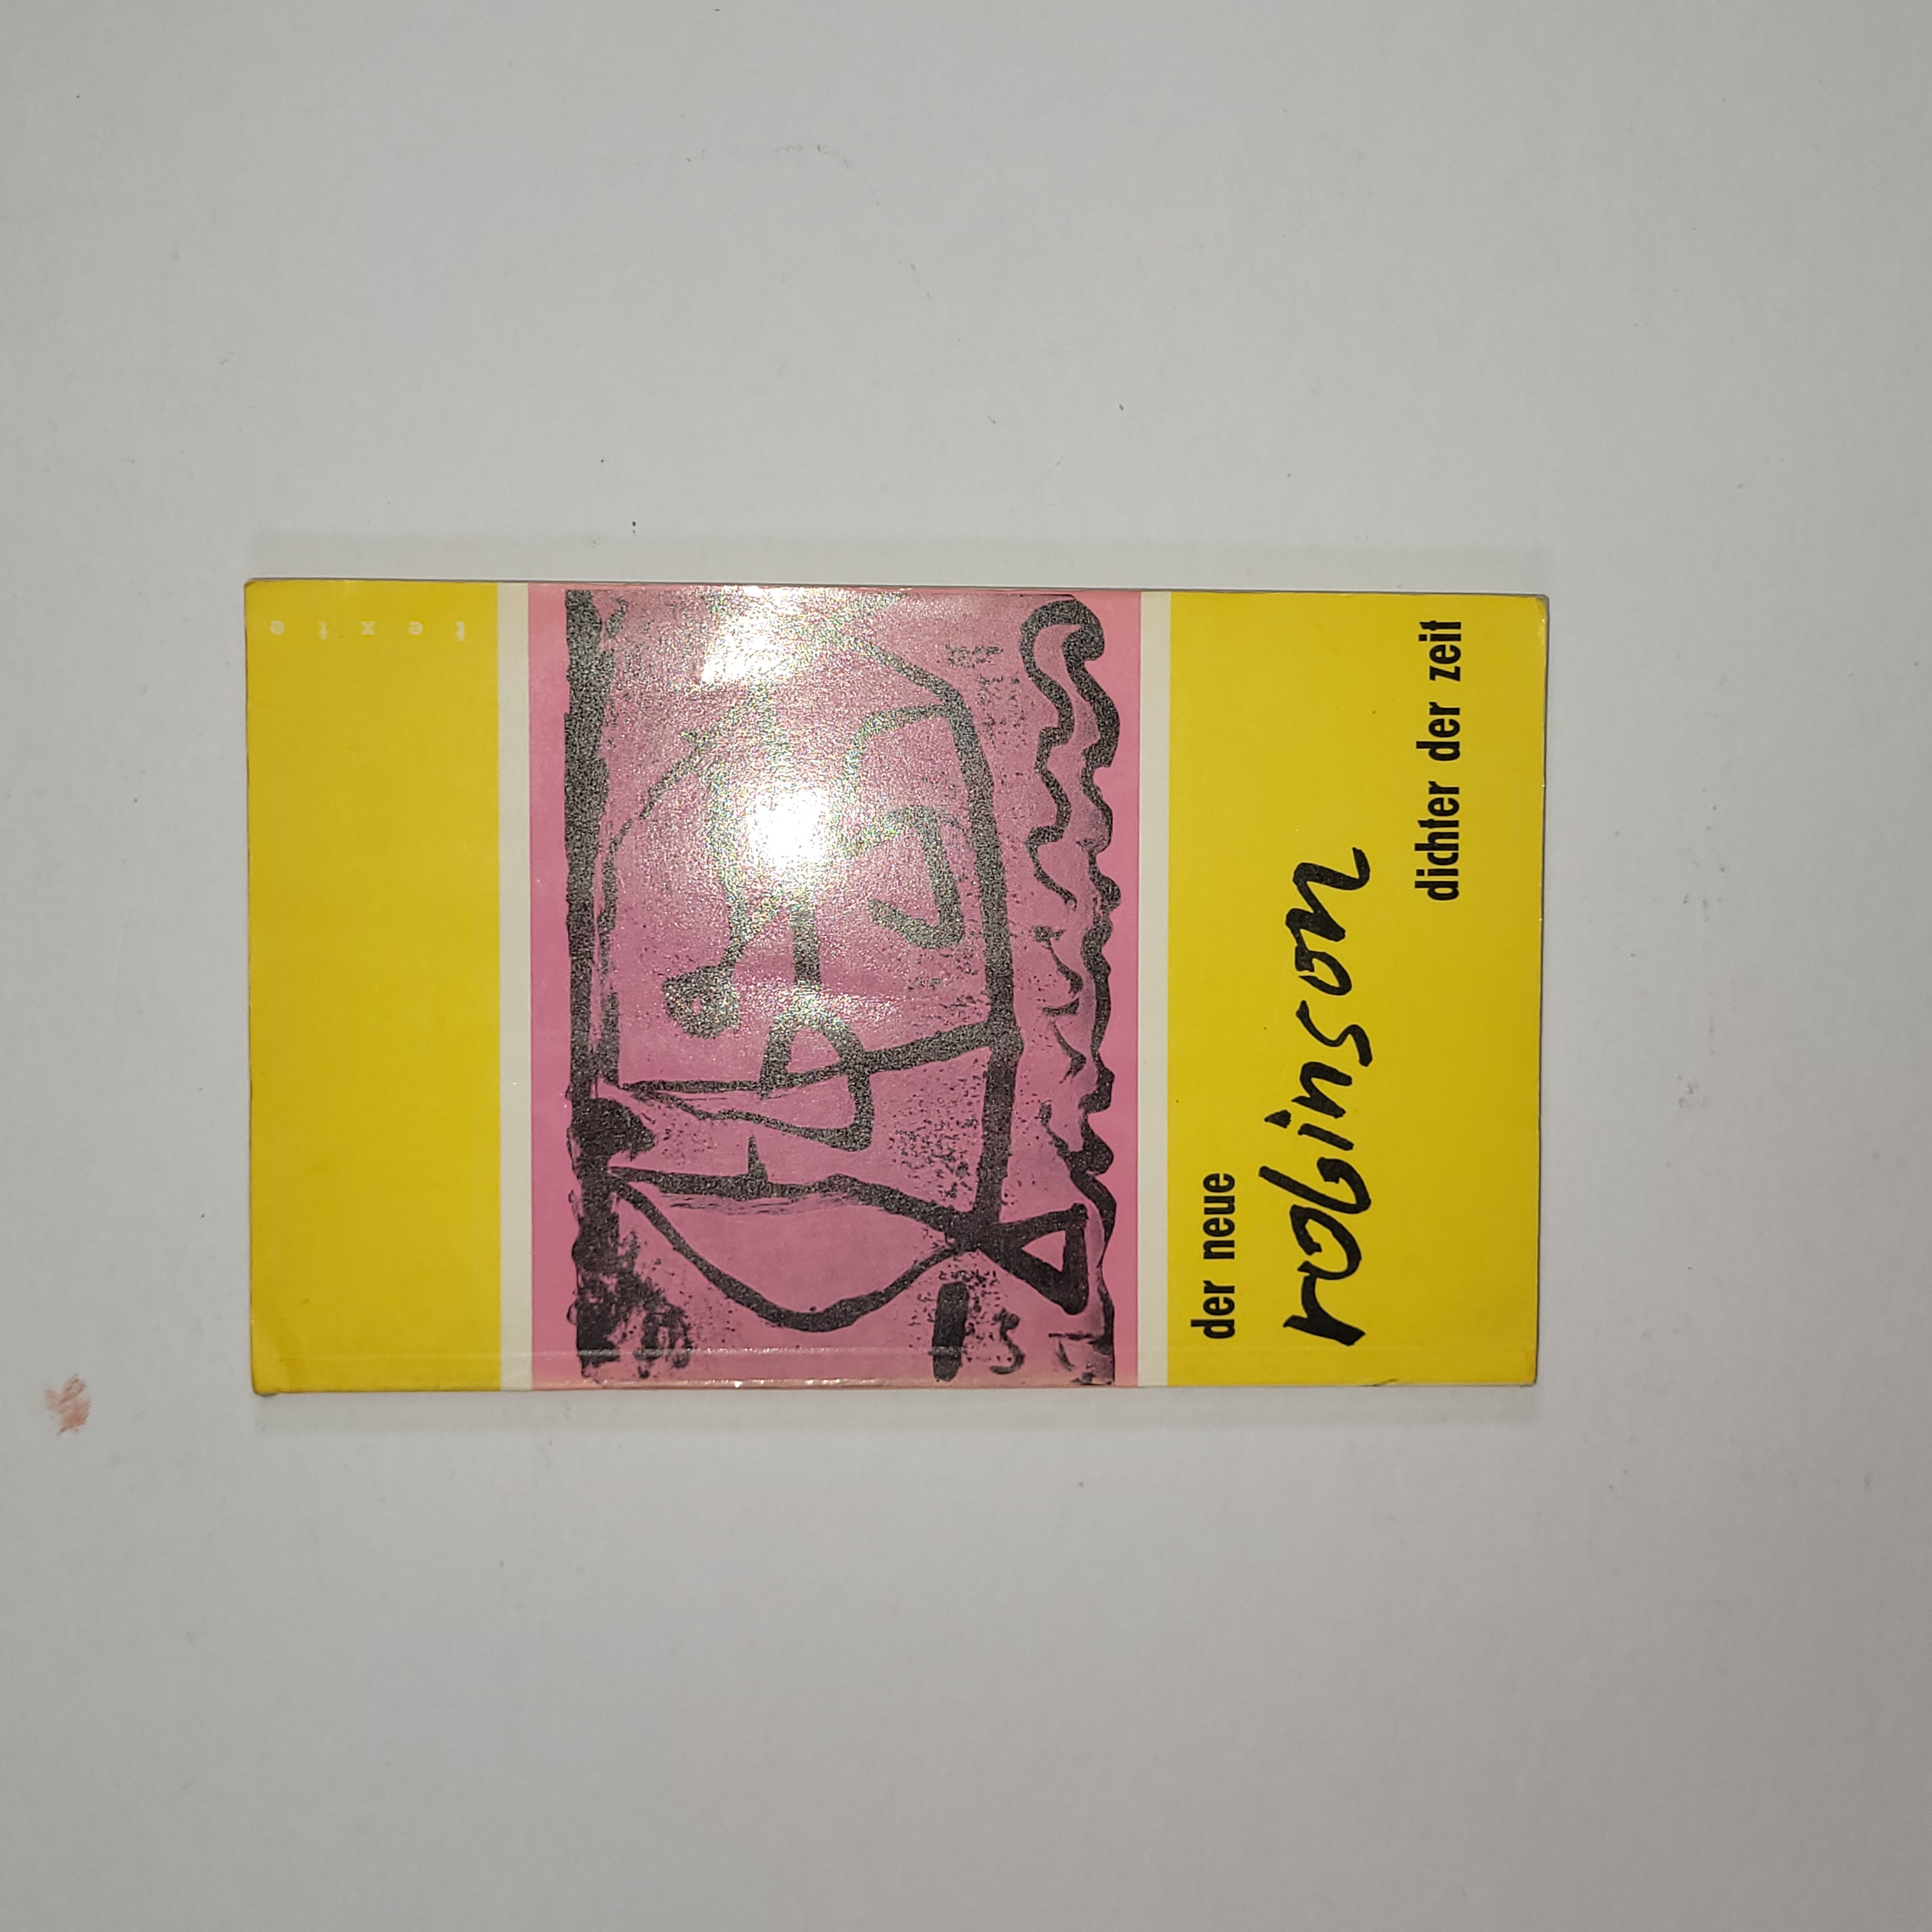 texte
der neue
robinson
dichter der zeit